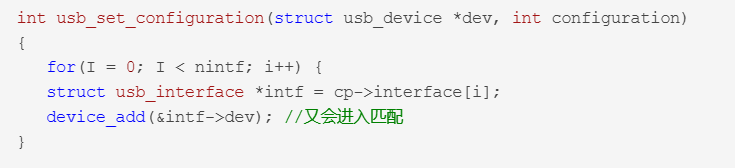 int usb_set_configuration(struct usb_device *dev, int configuration)
{
for(I = 0; I < nintf; i++) {
struct usb_interface *intf = cp->interface[i];
device_add(&intf->dev); //又会进入匹配
}